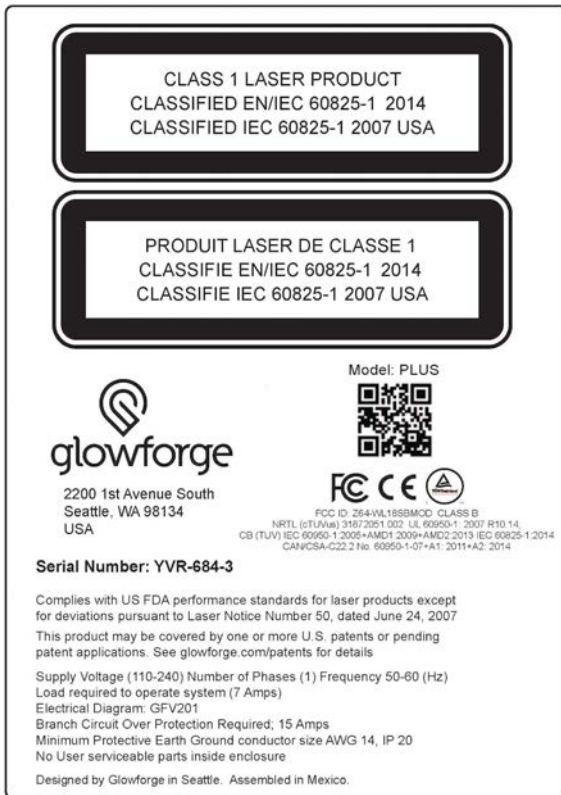 CLASS 1 LASER PRODUCT
CLASSIFIED EN/IEC 60825-1 2014
CLASSIFIED IEC 60825-1 2007 USA
PRODUIT LASER DE CLASSE 1
CLASSIFIE EN/IEC 60825-1 2014
CLASSIFIE IEC 60825-1 2007 USA
glowforge
2200 1st Avenue South
Seattle, WA 98134
USA
Model: PLUS
FC CE
FCC ID: Z64-WL18SBMOD CLASS B
NRTL (cTUVus) 31672051.002 UL 60950-1: 2007 R10.14;
CB (TUV) IEC 60950-1:2005+AMD1:2009+AMD2:2013 IEC 60825-1:2014
CAN/CSA-C22.2 No. 60950-1-07+A1: 2011+A2: 2014
Serial Number: YVR-684-3
Complies with US FDA performance standards for laser products except
for deviations pursuant to Laser Notice Number 50, dated June 24, 2007
This product may be covered by one or more U.S. patents or pending
patent applications. See glowforge.com/patents for details
Supply Voltage (110-240) Number of Phases (1) Frequency 50-60 (Hz)
Load required to operate system (7 Amps)
Electrical Diagram: GFV201
Branch Circuit Over Protection Required; 15 Amps
Minimum Protective Earth Ground conductor size AWG 14, IP 20
No User serviceable parts inside enclosure
Designed by Glowforge in Seattle. Assembled in Mexico.